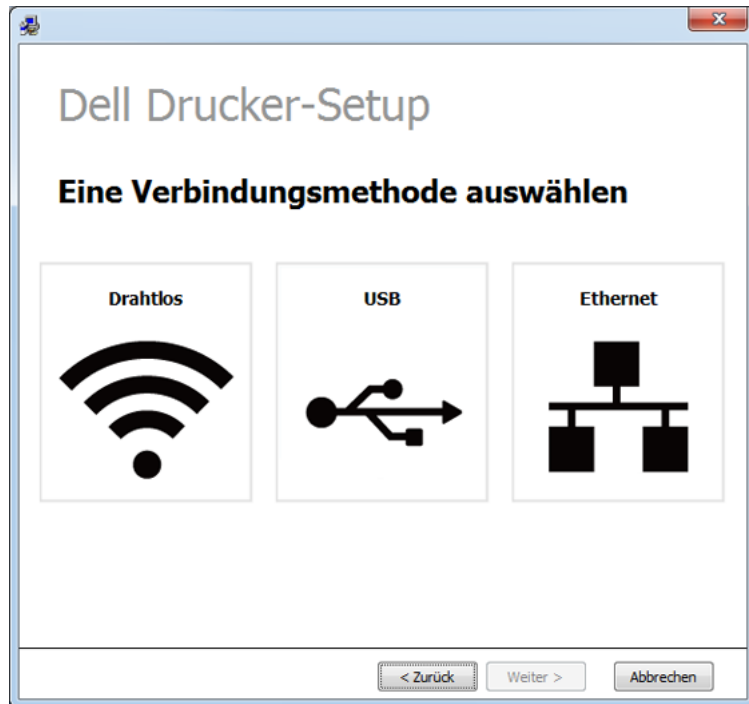 Dell Drucker-Setup
Eine Verbindungsmethode auswählen
Drahtlos
USB
Ethernet
< Zurück
Weiter >
Abbrechen